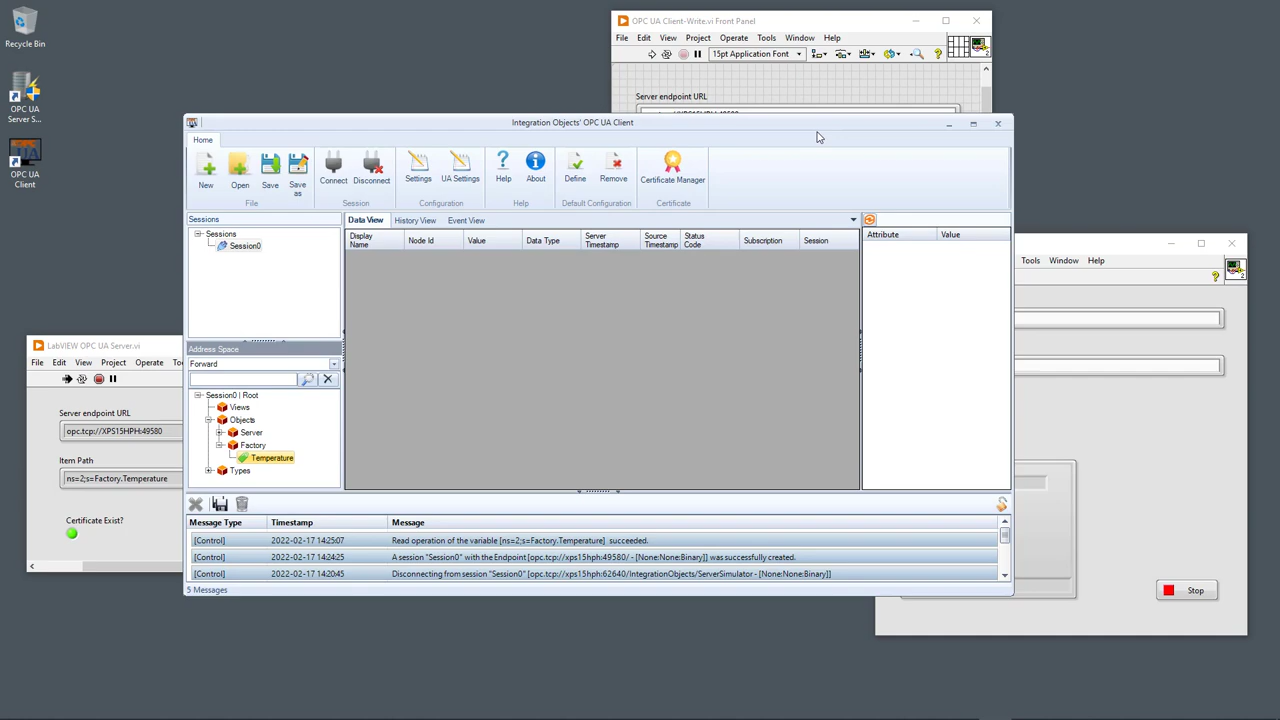 Recycle Bin
OPC UA
Server S...
OPC UA
Client
OPC UA Client-Write.vi Front Panel
File Edit View Project Operate Tools Window Help
15pt Application Font
Server endpoint URL
Integration Objects' OPC UA Client
Home
New Open Save Save as Connect Disconnect Settings UA Settings Help About Define Remove Certificate Manager
File Session Configuration Help Default Configuration Certificate
Sessions
Sessions
Session0
Data View History View Event View
Display Name Node Id Value Data Type Server Timestamp Source Timestamp Status Code Subscription Session
Attribute Value
Address Space
Forward
Session0 | Root
Views
Objects
Server
Factory
Temperature
Types
Message Type Timestamp Message
[Control] 2022-02-17 14:25:07 Read operation of the variable [ns=2;s=Factory.Temperature] succeeded.
[Control] 2022-02-17 14:24:25 A session "Session0" with the Endpoint [opc.tcp://xps15hph:49580/ - [None:None:Binary]] was successfully created.
[Control] 2022-02-17 14:20:45 Disconnecting from session "Session0" [opc.tcp://xps15hph:62640/IntegrationObjects/ServerSimulator - [None:None:Binary]]
5 Messages
LabVIEW OPC UA Server.vi
File Edit View Project Operate
Server endpoint URL
opc.tcp://XPS15HPH:49580
Item Path
ns=2;s=Factory.Temperature
Certificate Exist?
Tools Window Help
Stop